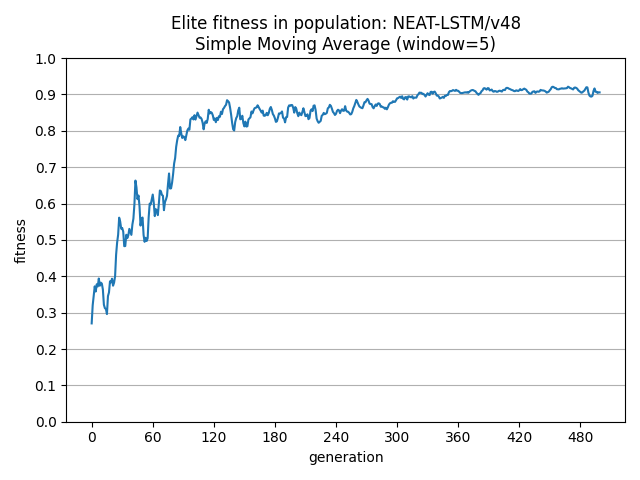 Elite fitness in population: NEAT-LSTM/v48
Simple Moving Average (window=5)
1.0
0.9
0.8
0.7
0.6
0.5
0.4
0.3
0.2
0.1
0.0
fitness
0 60 120 180 240 300 360 420 480
generation